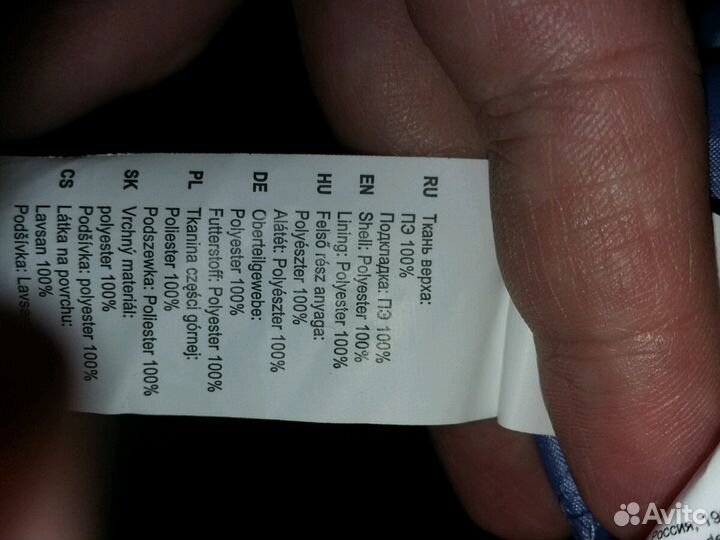 RU Ткань верха:
ПЭ 100%
Подкладка: ПЭ 100%
EN Shell: Polyester 100%
Lining: Polyester 100%
HU Felső rész anyaga:
Polyészter 100%
Alátét: Polyészter 100%
DE Oberteilgewebe:
Polyester 100%
Futterstoff: Polyester 100%
PL Tkanina części górnej:
Poliester 100%
Podszewka: Poliester 100%
SK Vrchný materiál:
polyester 100%
Podšívka: polyester 100%
CS Látka na povrchu:
Lavsan 100%
Podšívka:
Россия, 19
Avito